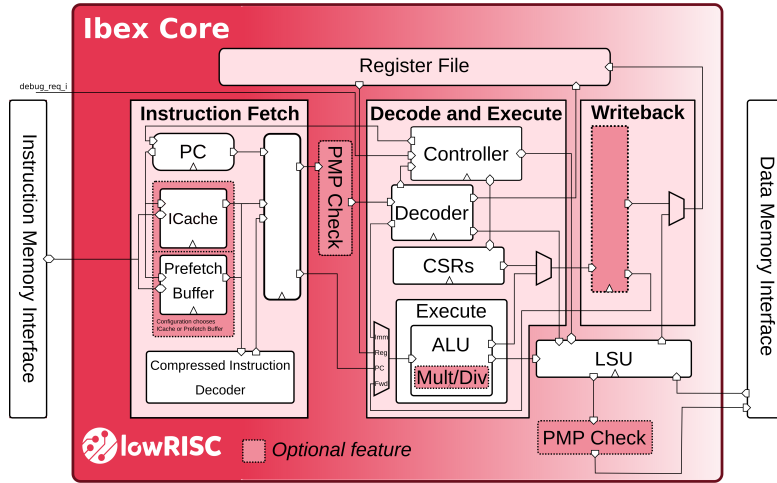 Ibex Core
Register File
debug_req_i
Instruction Fetch
Decode and Execute
Writeback
Instruction Memory Interface
Data Memory Interface
PC
PMP Check
Controller
ICache
Decoder
Prefetch
Buffer
CSRs
Configuration chooses
ICache or Prefetch Buffer
Execute
Imm
Reg
PC
Fwd
ALU
Mult/Div
Compressed Instruction
Decoder
LSU
PMP Check
lowRISC
Optional feature